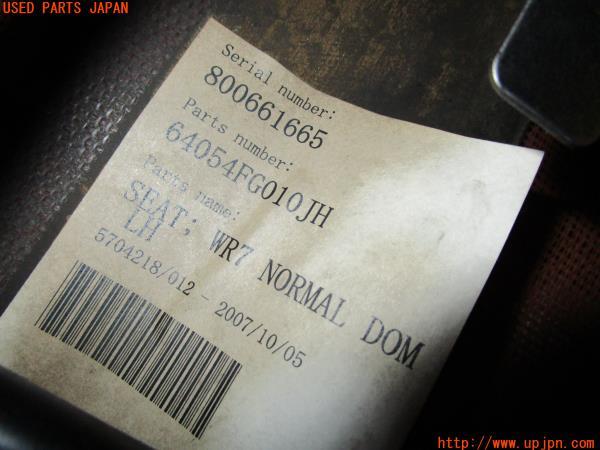 USED PARTS JAPAN
Serial number:
800661665
Parts number:
64054FG010JH
Parts name:
SEAT; WR7 NORMAL DOM
LH
5704218/012 - 2007/10/05
http://www.upjpn.com/